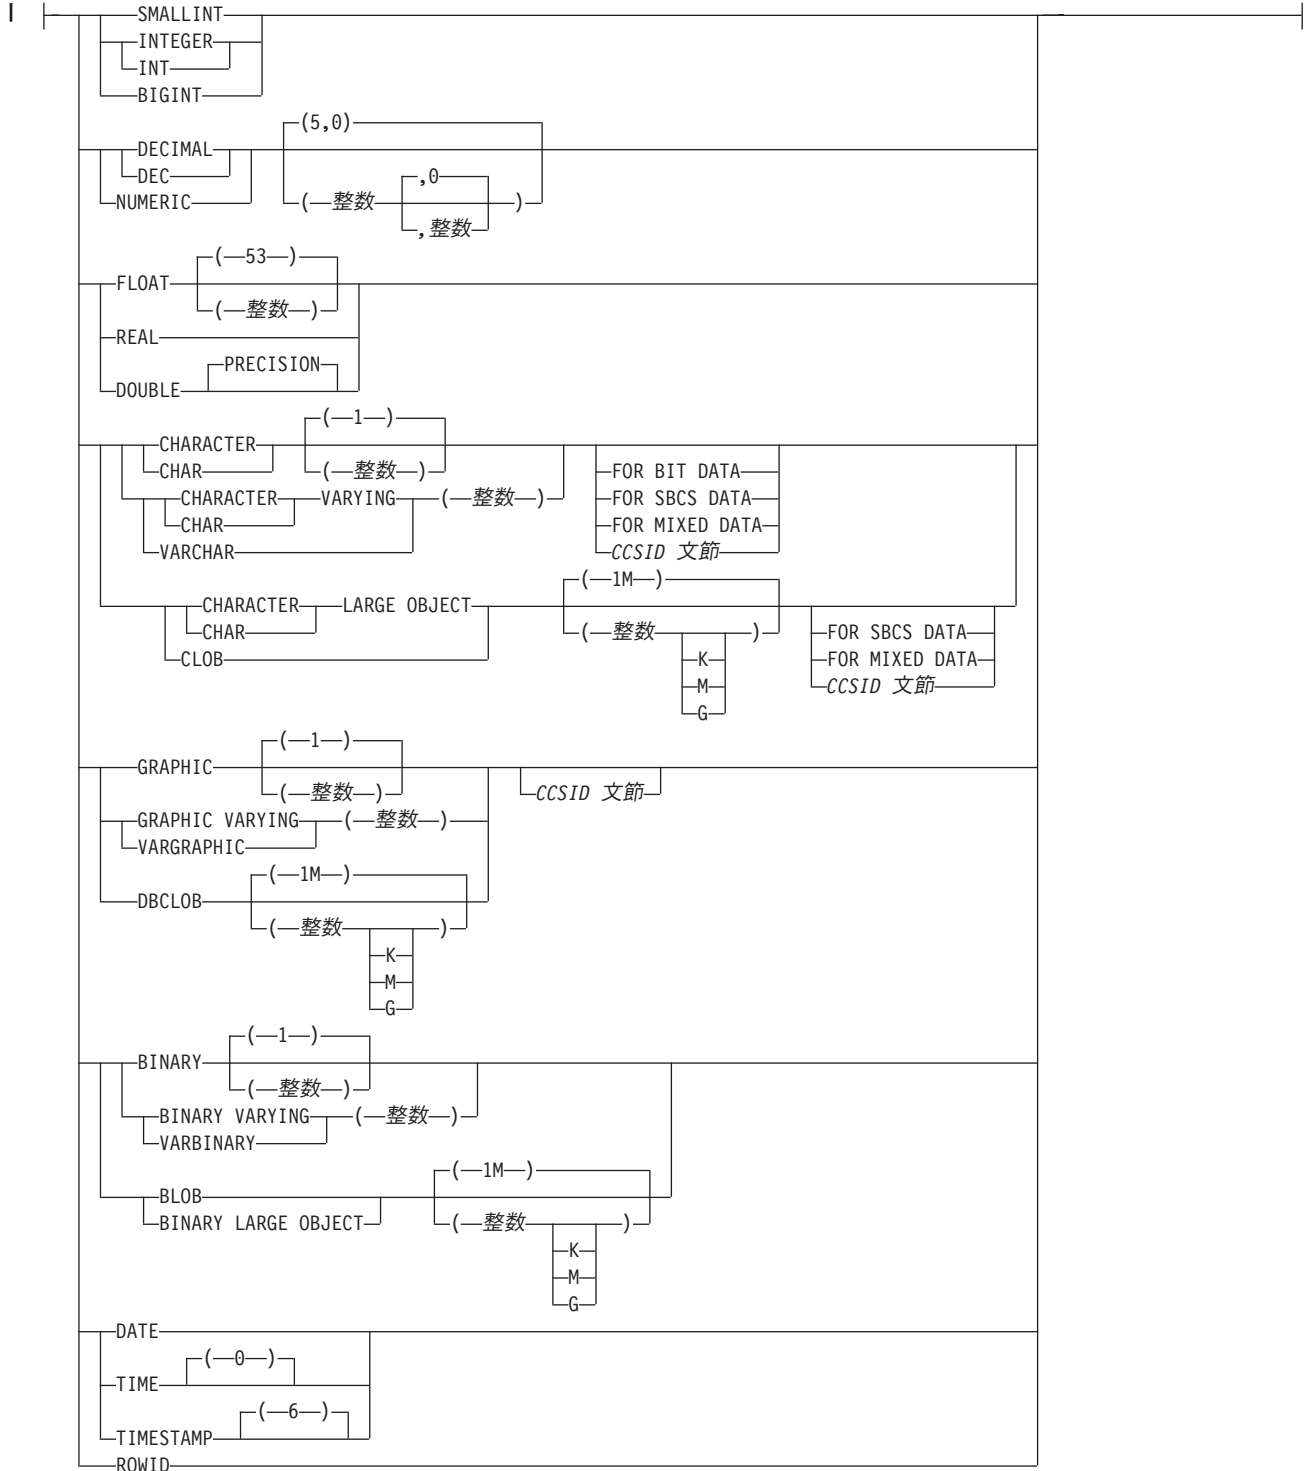 SMALLINT
INTEGER
INT
BIGINT
(5,0)
DECIMAL
DEC
,0
NUMERIC ( 整数 )
,整数
( 53 )
FLOAT
( 整数 )
REAL
PRECISION
DOUBLE
( 1 )
CHARACTER
CHAR ( 整数 ) FOR BIT DATA
CHARACTER VARYING ( 整数 ) FOR SBCS DATA
CHAR FOR MIXED DATA
VARCHAR CCSID 文節
( 1M )
CHARACTER LARGE OBJECT
CHAR ( 整数 ) FOR SBCS DATA
CLOB K FOR MIXED DATA
M CCSID 文節
G
( 1 )
GRAPHIC
( 整数 ) CCSID 文節
GRAPHIC VARYING ( 整数 )
VARGRAPHIC
( 1M )
DBCLOB
( 整数 )
K
M
G
( 1 )
BINARY
( 整数 )
BINARY VARYING ( 整数 )
VARBINARY
( 1M )
BLOB
BINARY LARGE OBJECT ( 整数 )
K
M
G
DATE
( 0 )
TIME
( 6 )
TIMESTAMP
ROWID